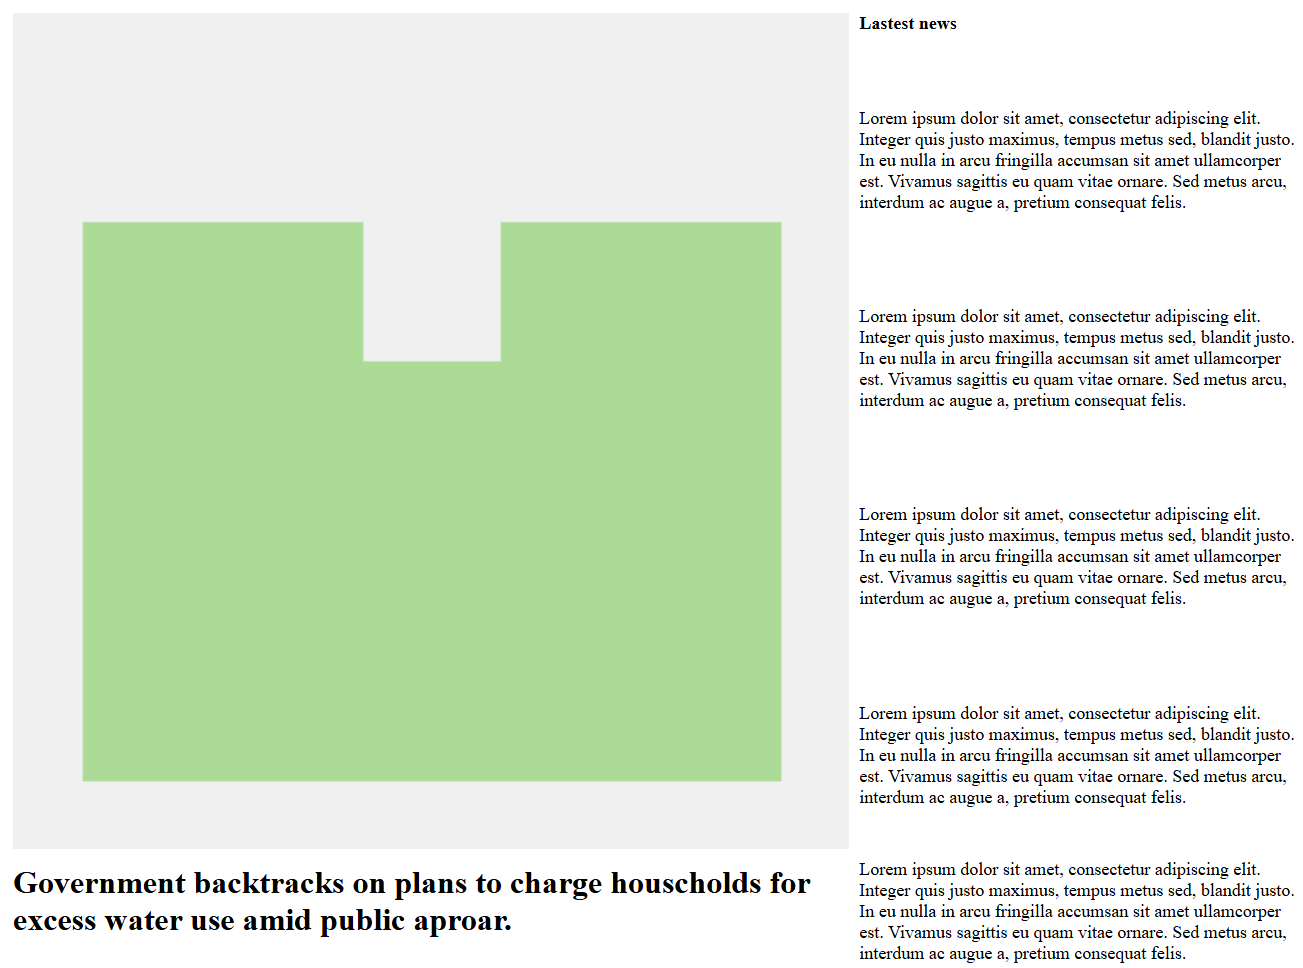 Lastest news
Lorem ipsum dolor sit amet, consectetur adipiscing elit.
Integer quis justo maximus, tempus metus sed, blandit justo.
In eu nulla in arcu fringilla accumsan sit amet ullamcorper
est. Vivamus sagittis eu quam vitae ornare. Sed metus arcu,
interdum ac augue a, pretium consequat felis.
Lorem ipsum dolor sit amet, consectetur adipiscing elit.
Integer quis justo maximus, tempus metus sed, blandit justo.
In eu nulla in arcu fringilla accumsan sit amet ullamcorper
est. Vivamus sagittis eu quam vitae ornare. Sed metus arcu,
interdum ac augue a, pretium consequat felis.
Lorem ipsum dolor sit amet, consectetur adipiscing elit.
Integer quis justo maximus, tempus metus sed, blandit justo.
In eu nulla in arcu fringilla accumsan sit amet ullamcorper
est. Vivamus sagittis eu quam vitae ornare. Sed metus arcu,
interdum ac augue a, pretium consequat felis.
Lorem ipsum dolor sit amet, consectetur adipiscing elit.
Integer quis justo maximus, tempus metus sed, blandit justo.
In eu nulla in arcu fringilla accumsan sit amet ullamcorper
est. Vivamus sagittis eu quam vitae ornare. Sed metus arcu,
interdum ac augue a, pretium consequat felis.
Government backtracks on plans to charge houscholds for
excess water use amid public aproar.
Lorem ipsum dolor sit amet, consectetur adipiscing elit.
Integer quis justo maximus, tempus metus sed, blandit justo.
In eu nulla in arcu fringilla accumsan sit amet ullamcorper
est. Vivamus sagittis eu quam vitae ornare. Sed metus arcu,
interdum ac augue a, pretium consequat felis.